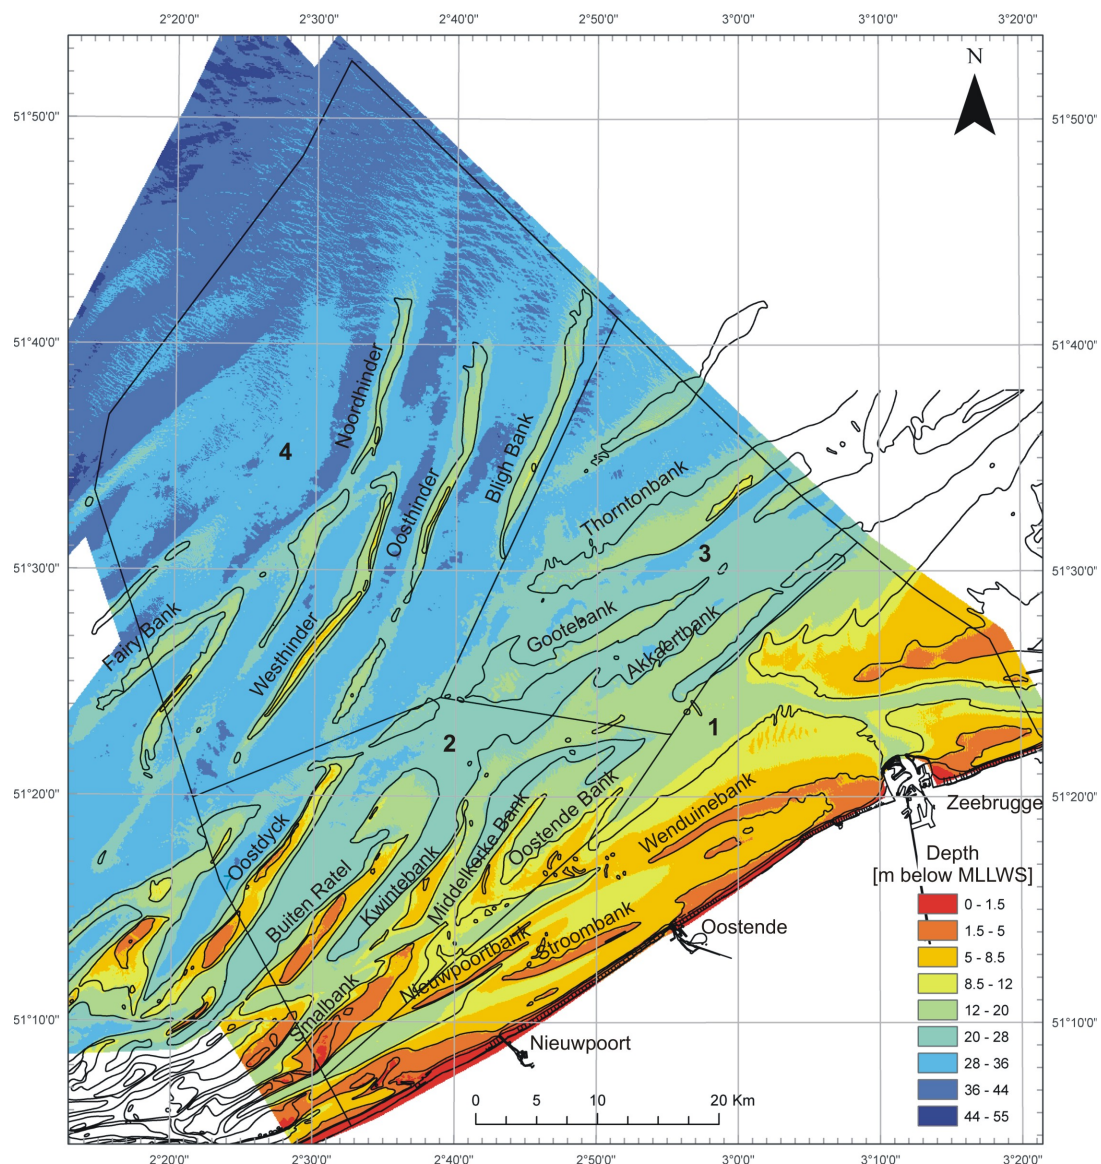 2°20'0"
2°30'0"
2°40'0"
2°50'0"
3°0'0"
3°10'0"
3°20'0"
N
51°50'0"
51°50'0"
51°40'0"
51°40'0"
Noordhinder
4
Bligh Bank
Oosthinder
Thorntonbank
3
51°30'0"
51°30'0"
Fairy Bank
Westhinder
Gootebank
Akkaertbank
1
2
51°20'0"
51°20'0"
Zeebrugge
Oostdyck
Buiten Ratel
Kwintebank
Middelkerke Bank
Oostende Bank
Wenduinebank
Depth
[m below MLLWS]
0 - 1.5
1.5 - 5
5 - 8.5
8.5 - 12
12 - 20
20 - 28
28 - 36
36 - 44
44 - 55
Oostende
Stroombank
Nieuwpoortbank
Smalbank
51°10'0"
51°10'0"
Nieuwpoort
0 5 10 20 Km
2°20'0"
2°30'0"
2°40'0"
2°50'0"
3°0'0"
3°10'0"
3°20'0"